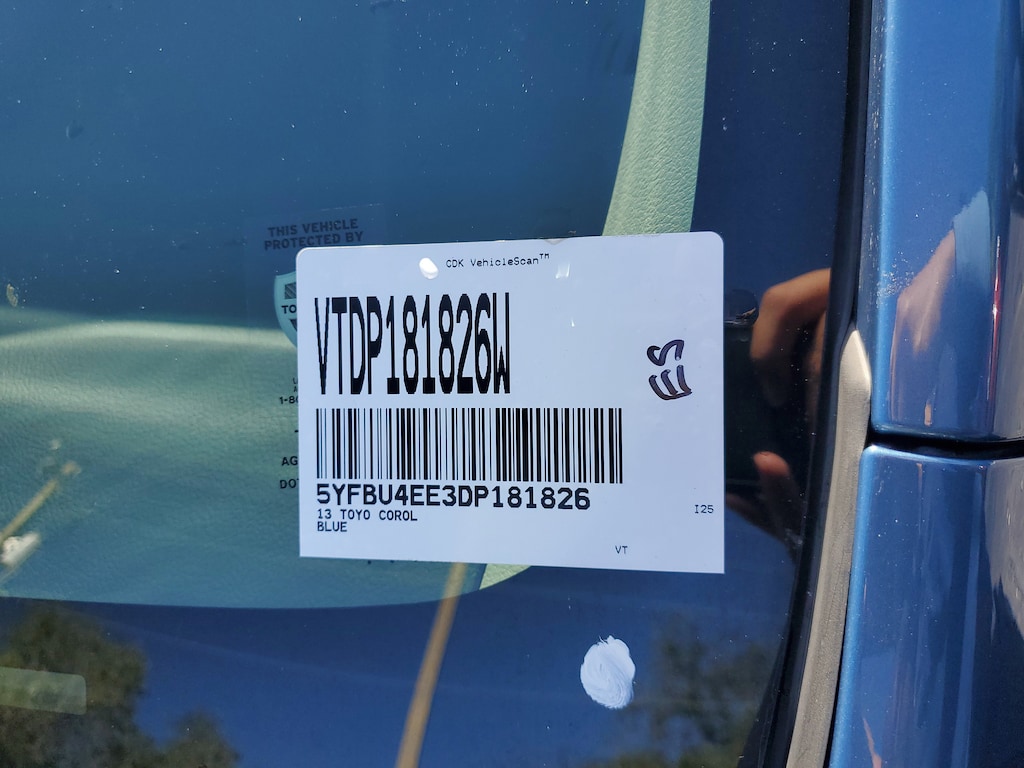 THIS VEHICLE
PROTECTED BY
CDK VehicleScan™
VTDP181826W
ES
5YFBU4EE3DP181826
13 TOYO COROL
BLUE
I25
VT